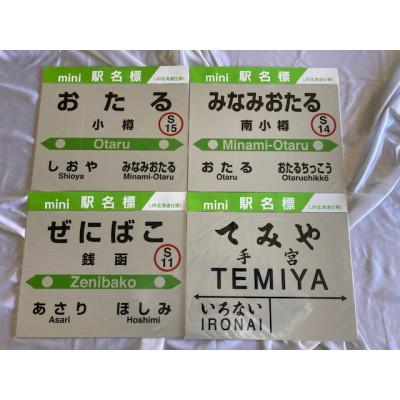 mini 駅名標 (JR北海道仕様)
おたる
小樽
S
15
Otaru
しおや みなみおたる
Shioya Minami-Otaru
mini 駅名標 (JR北海道仕様)
みなみおたる
南小樽
S
14
Minami-Otaru
おたる おたるちっこう
Otaru Otaruchikkō
mini 駅名標 (JR北海道仕様)
ぜにばこ
銭函
S
11
Zenibako
あさり ほしみ
Asari Hoshimi
mini 駅名標 (JR北海道仕様)
てみや
手宮
TEMIYA
いろない
IRONAI